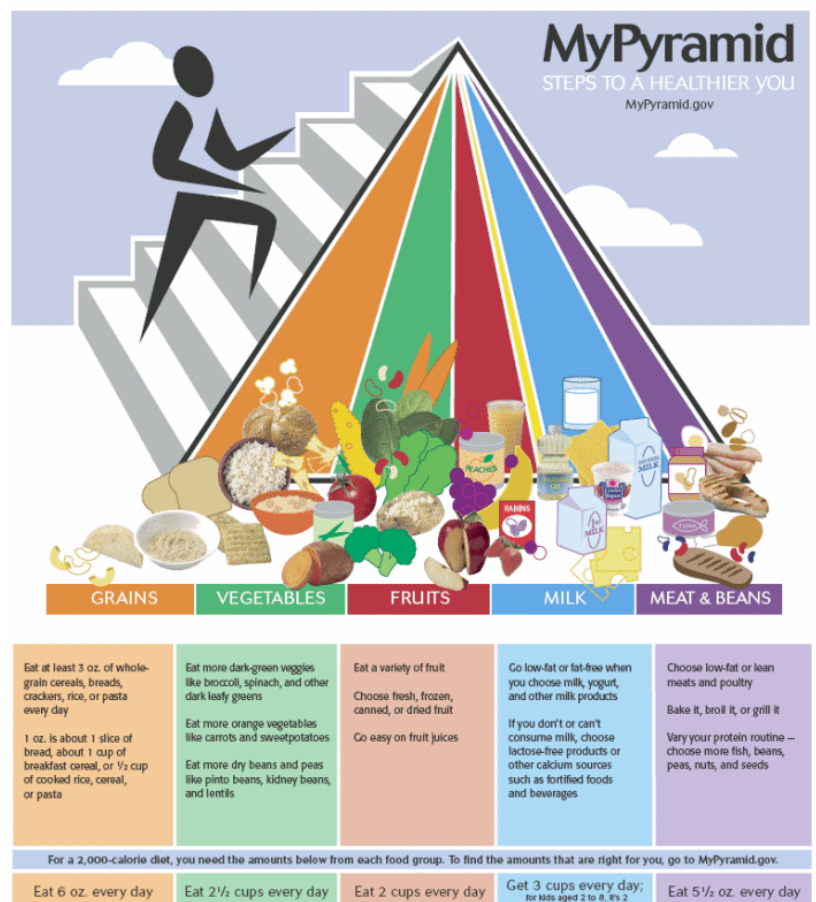 MyPyramid
STEPS TO A HEALTHIER YOU
MyPyramid.gov
PEACHES
RAISINS
MILK
MILK
TUNA
GRAINS
VEGETABLES
FRUITS
MILK
MEAT & BEANS
Eat at least 3 oz. of whole-
grain cereals, breads,
crackers, rice, or pasta
every day
1 oz. is about 1 slice of
bread, about 1 cup of
breakfast cereal, or 1/2 cup
of cooked rice, cereal,
or pasta
Eat more dark-green veggies
like broccoli, spinach, and other
dark leafy greens
Eat more orange vegetables
like carrots and sweetpotatoes
Eat more dry beans and peas
like pinto beans, kidney beans,
and lentils
Eat a variety of fruit
Choose fresh, frozen,
canned, or dried fruit
Go easy on fruit juices
Go low-fat or fat-free when
you choose milk, yogurt,
and other milk products
If you don't or can't
consume milk, choose
lactose-free products or
other calcium sources
such as fortified foods
and beverages
Choose low-fat or lean
meats and poultry
Bake it, broil it, or grill it
Vary your protein routine —
choose more fish, beans,
peas, nuts, and seeds
For a 2,000-calorie diet, you need the amounts below from each food group. To find the amounts that are right for you, go to MyPyramid.gov.
Eat 6 oz. every day
Eat 2 1/2 cups every day
Eat 2 cups every day
Get 3 cups every day;
for kids aged 2 to 8, it's 2
Eat 5 1/2 oz. every day